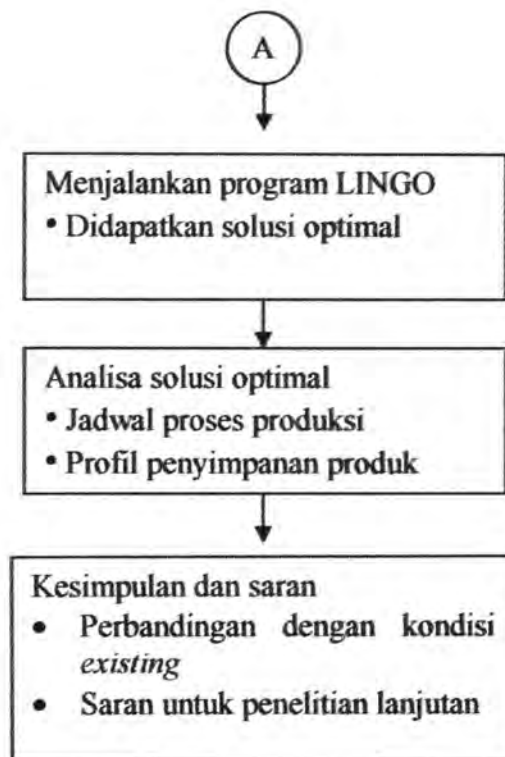 A
Menjalankan program LINGO
• Didapatkan solusi optimal
Analisa solusi optimal
• Jadwal proses produksi
• Profil penyimpanan produk
Kesimpulan dan saran
• Perbandingan dengan kondisi
existing
• Saran untuk penelitian lanjutan